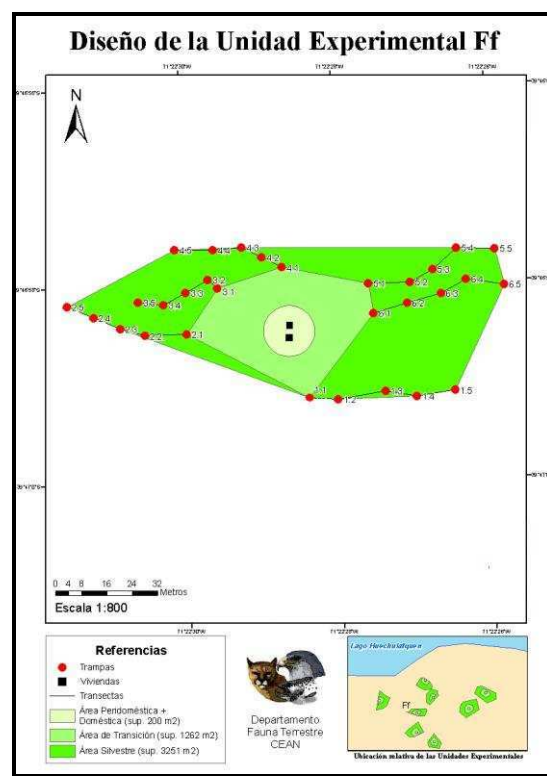 Diseño de la Unidad Experimental Ff
N
4.5
4.4
4.3
4.2
4.1
5.4
5.5
5.3
5.2
5.1
6.4
6.5
6.3
6.2
6.1
3.2
3.1
3.3
3.4
3.5
2.5
2.4
2.3
2.2
2.1
1.1
1.2
1.3
1.4
1.5
0 4 8 16 24 32
Metros
Escala 1:800
Referencias
Trampas
Viviendas
Transectas
Área Peridoméstica +
Doméstica (sup. 200 m2)
Área de Transición (sup. 1262 m2)
Área Silvestre (sup. 3251 m2)
Departamento
Fauna Terrestre
CEAN
Lago Huechulafquen
Ff
Ubicación relativa de las Unidades Experimentales